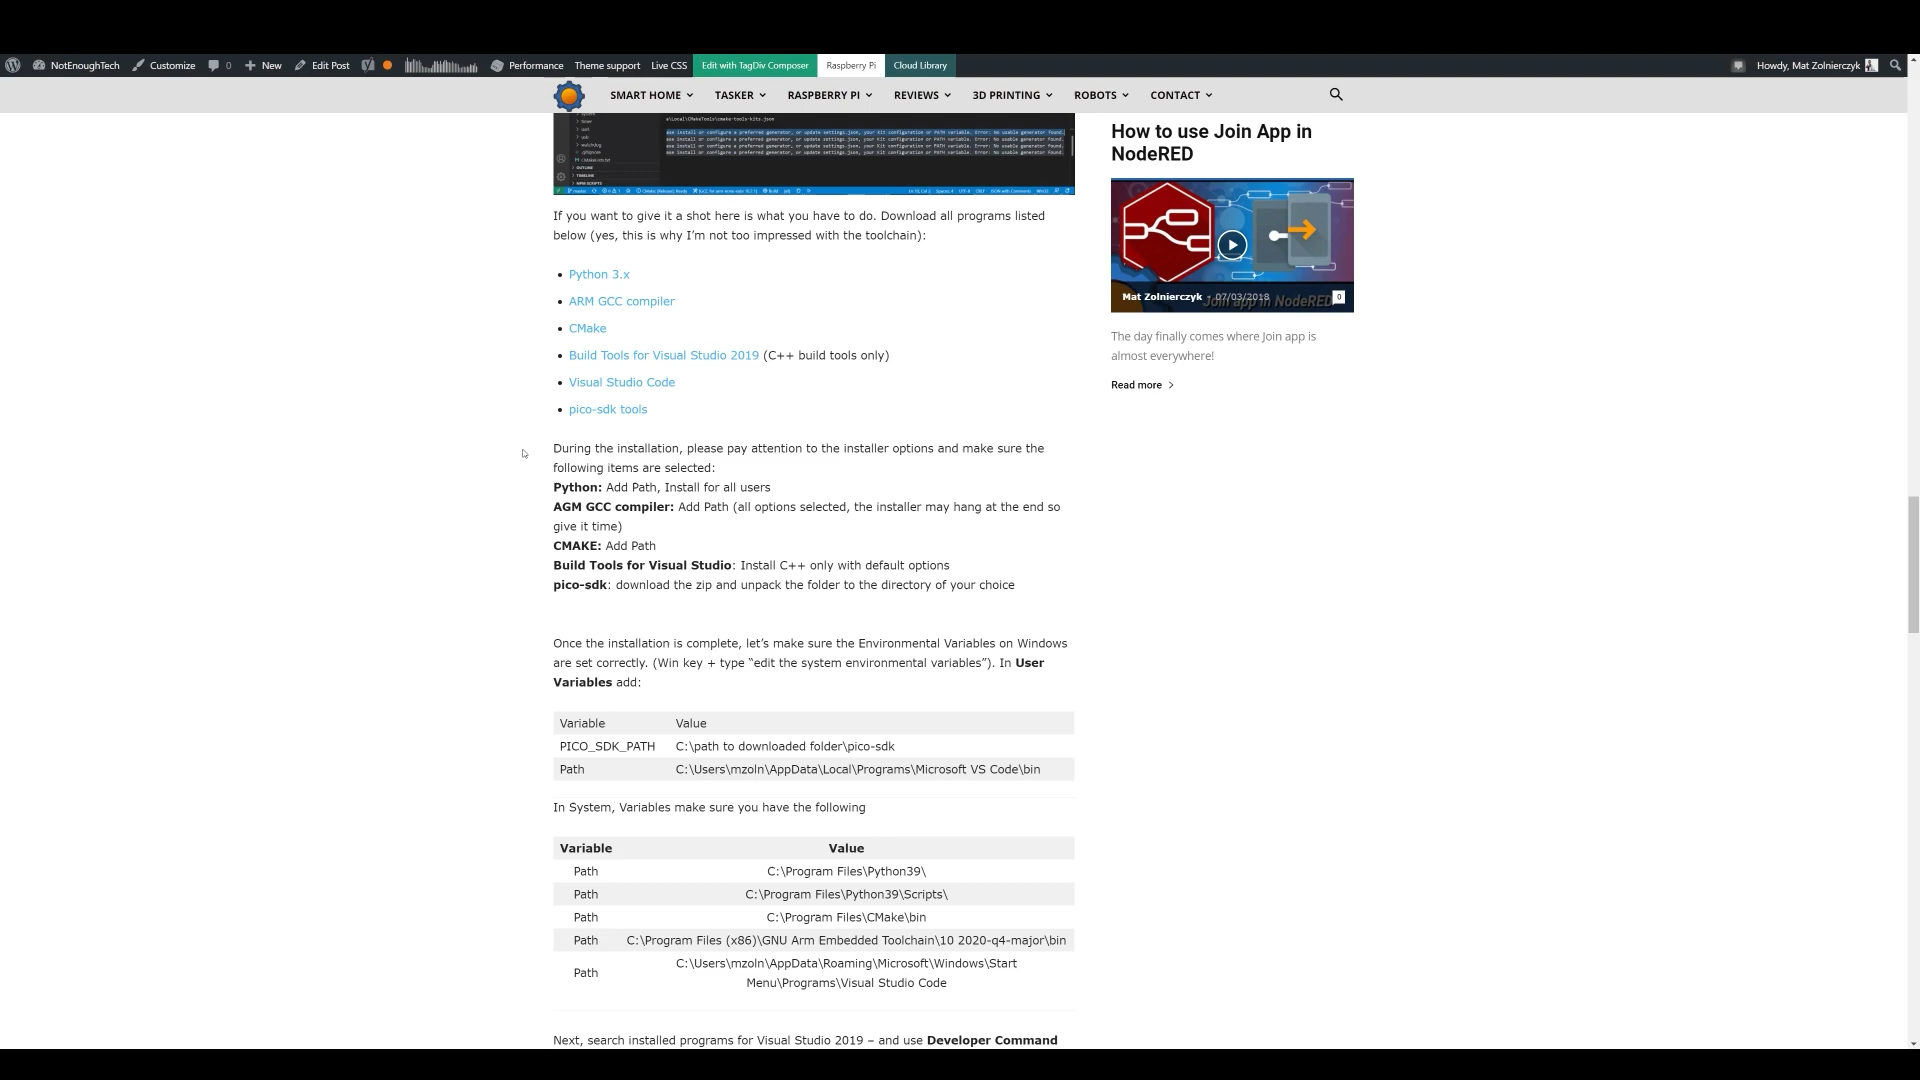 NotEnoughTech Customize 0 New Edit Post Performance Theme support Live CSS Edit with TagDiv Composer Raspberry Pi Cloud Library Howdy, Mat Zolnierczyk
SMART HOME TASKER RASPBERRY PI REVIEWS 3D PRINTING ROBOTS CONTACT
If you want to give it a shot here is what you have to do. Download all programs listed
below (yes, this is why I'm not too impressed with the toolchain):
• Python 3.x
• ARM GCC compiler
• CMake
• Build Tools for Visual Studio 2019 (C++ build tools only)
• Visual Studio Code
• pico-sdk tools
During the installation, please pay attention to the installer options and make sure the
following items are selected:
Python: Add Path, Install for all users
AGM GCC compiler: Add Path (all options selected, the installer may hang at the end so
give it time)
CMAKE: Add Path
Build Tools for Visual Studio: Install C++ only with default options
pico-sdk: download the zip and unpack the folder to the directory of your choice
Once the installation is complete, let's make sure the Environmental Variables on Windows
are set correctly. (Win key + type "edit the system environmental variables"). In User
Variables add:
Variable Value
PICO_SDK_PATH C:\path to downloaded folder\pico-sdk
Path C:\Users\mzoln\AppData\Local\Programs\Microsoft VS Code\bin
In System, Variables make sure you have the following
Variable Value
Path C:\Program Files\Python39\
Path C:\Program Files\Python39\Scripts\
Path C:\Program Files\CMake\bin
Path C:\Program Files (x86)\GNU Arm Embedded Toolchain\10 2020-q4-major\bin
Path C:\Users\mzoln\AppData\Roaming\Microsoft\Windows\Start
Menu\Programs\Visual Studio Code
Next, search installed programs for Visual Studio 2019 – and use Developer Command
How to use Join App in
NodeRED
Mat Zolnierczyk - 07/03/2018 0
Join app in NodeRED
The day finally comes where Join app is
almost everywhere!
Read more